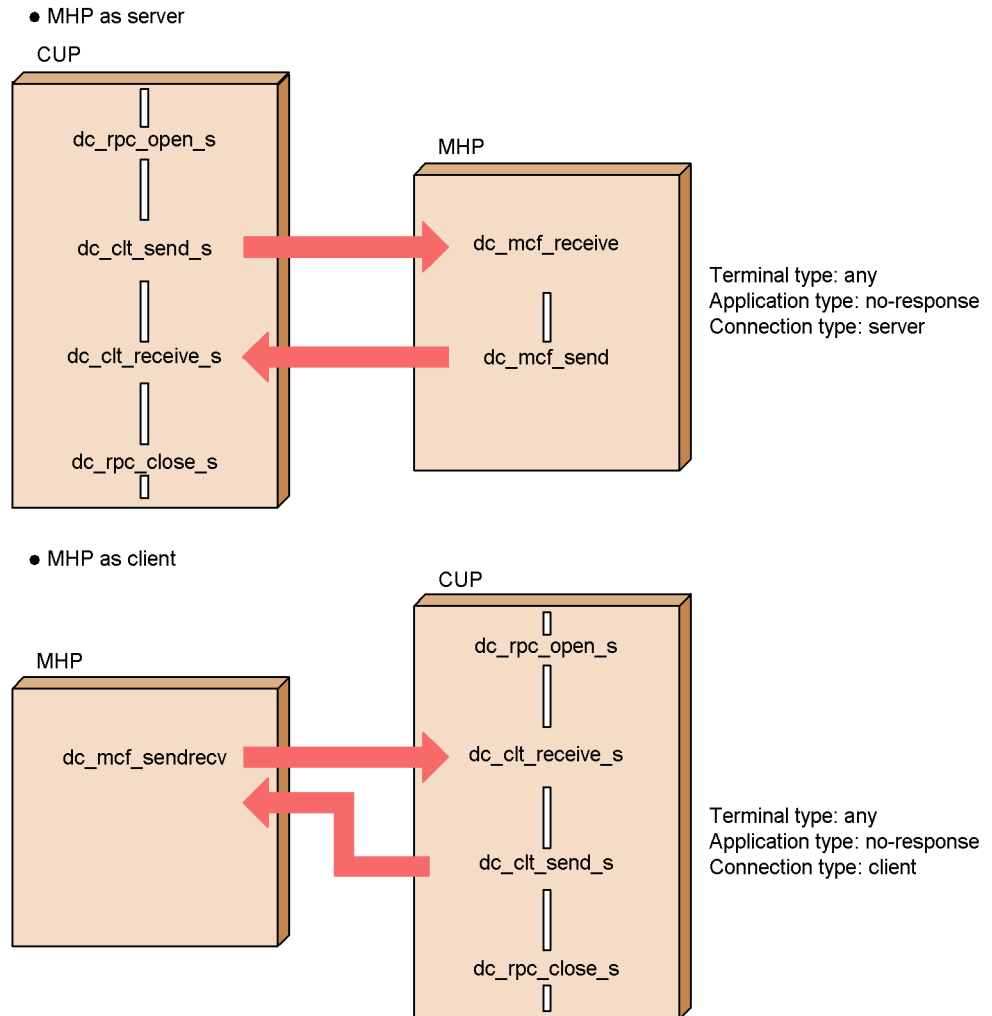 ● MHP as server
CUP
dc_rpc_open_s
MHP
dc_clt_send_s
dc_mcf_receive
Terminal type: any
Application type: no-response
Connection type: server
dc_clt_receive_s
dc_mcf_send
dc_rpc_close_s
● MHP as client
CUP
dc_rpc_open_s
MHP
dc_mcf_sendrecv
dc_clt_receive_s
Terminal type: any
Application type: no-response
Connection type: client
dc_clt_send_s
dc_rpc_close_s